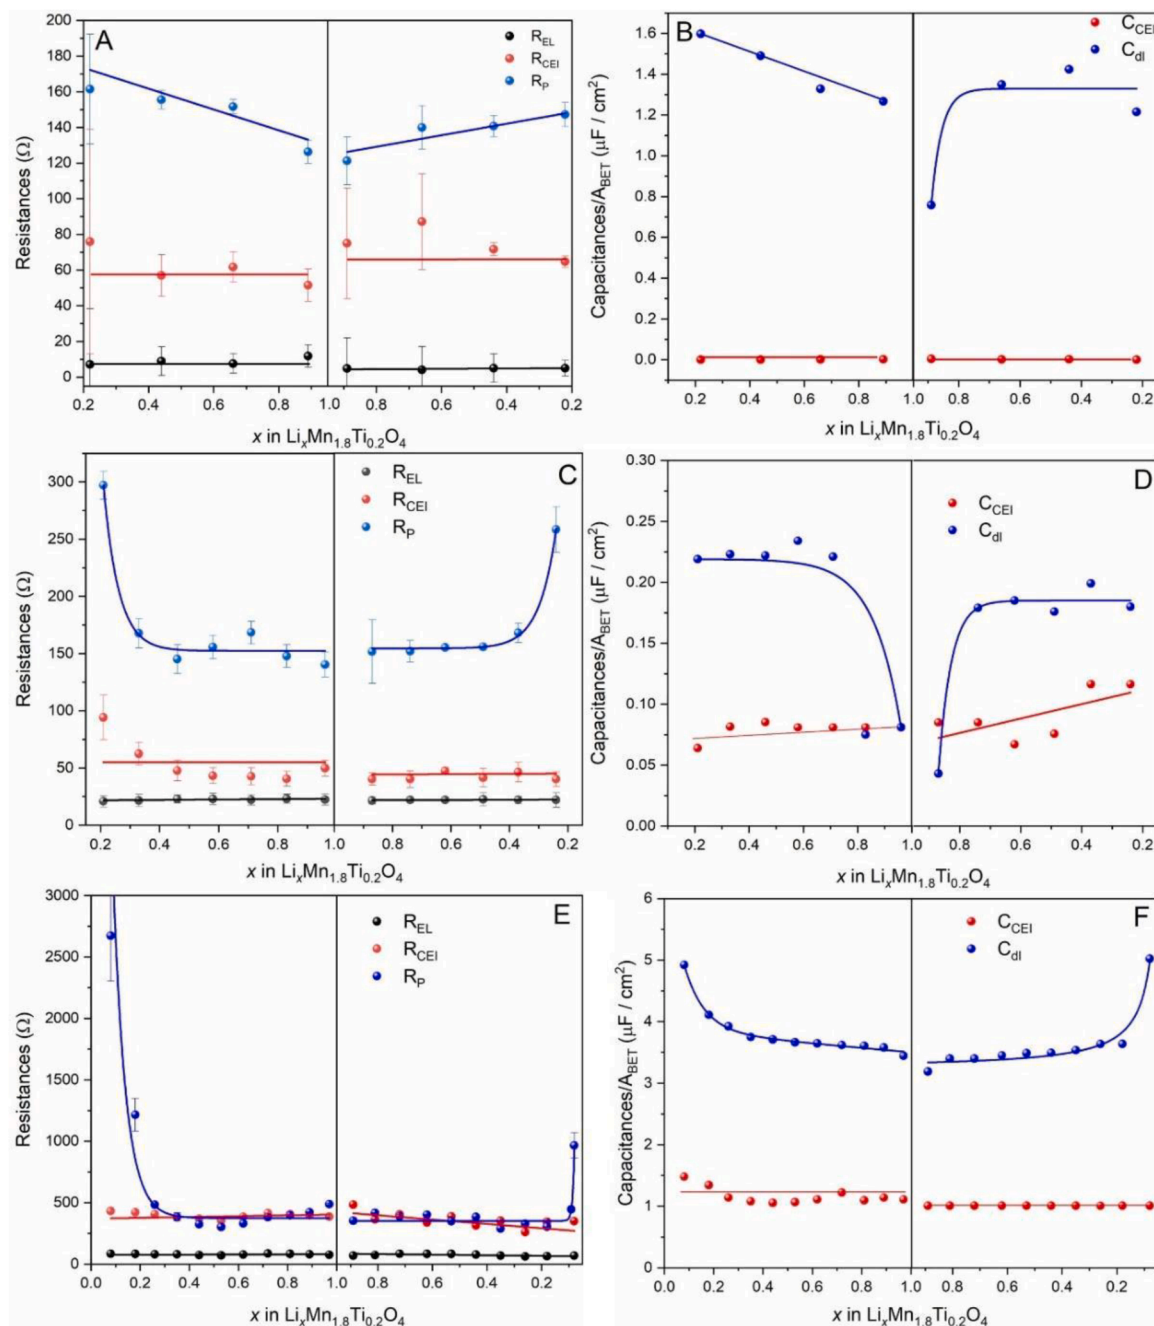 A
R_EL
R_CEI
R_P
Resistances (Ω)
200
180
160
140
120
100
80
60
40
20
0
0.2 0.4 0.6 0.8 1.0 0.8 0.6 0.4 0.2
x in Li_xMn_1.8Ti_0.2O_4
B
C_CEI
C_dl
Capacitances/A_BET (μF / cm²)
1.6
1.4
1.2
1.0
0.8
0.6
0.4
0.2
0.0
0.2 0.4 0.6 0.8 1 0.8 0.6 0.4 0.2
x in Li_xMn_1.8Ti_0.2O_4
C
R_EL
R_CEI
R_P
Resistances (Ω)
300
250
200
150
100
50
0
0.2 0.4 0.6 0.8 1.0 0.8 0.6 0.4 0.2
x in Li_xMn_1.8Ti_0.2O_4
D
C_CEI
C_dl
Capacitances/A_BET (μF / cm²)
0.30
0.25
0.20
0.15
0.10
0.05
0.00
0.2 0.4 0.6 0.8 1.0 0.8 0.6 0.4 0.2
x in Li_xMn_1.8Ti_0.2O_4
E
R_EL
R_CEI
R_P
Resistances (Ω)
3000
2500
2000
1500
1000
500
0
0.0 0.2 0.4 0.6 0.8 1.0 0.8 0.6 0.4 0.2
x in Li_xMn_1.8Ti_0.2O_4
F
C_CEI
C_dl
Capacitances/A_BET (μF / cm²)
6
5
4
3
2
1
0
0.0 0.2 0.4 0.6 0.8 1.0 0.8 0.6 0.4 0.2
x in Li_xMn_1.8Ti_0.2O_4